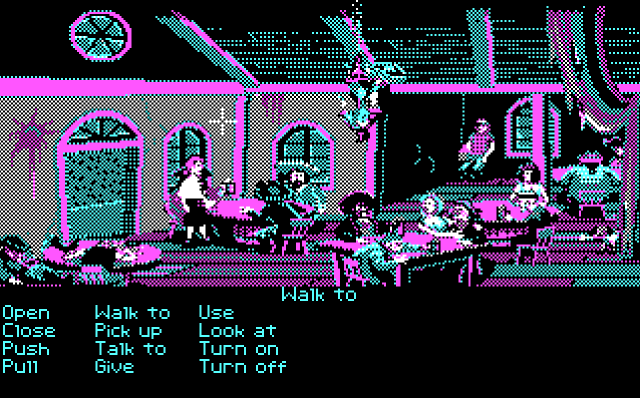 Walk to
Open Walk to Use
Close Pick up Look at
Push Talk to Turn on
Pull Give Turn off